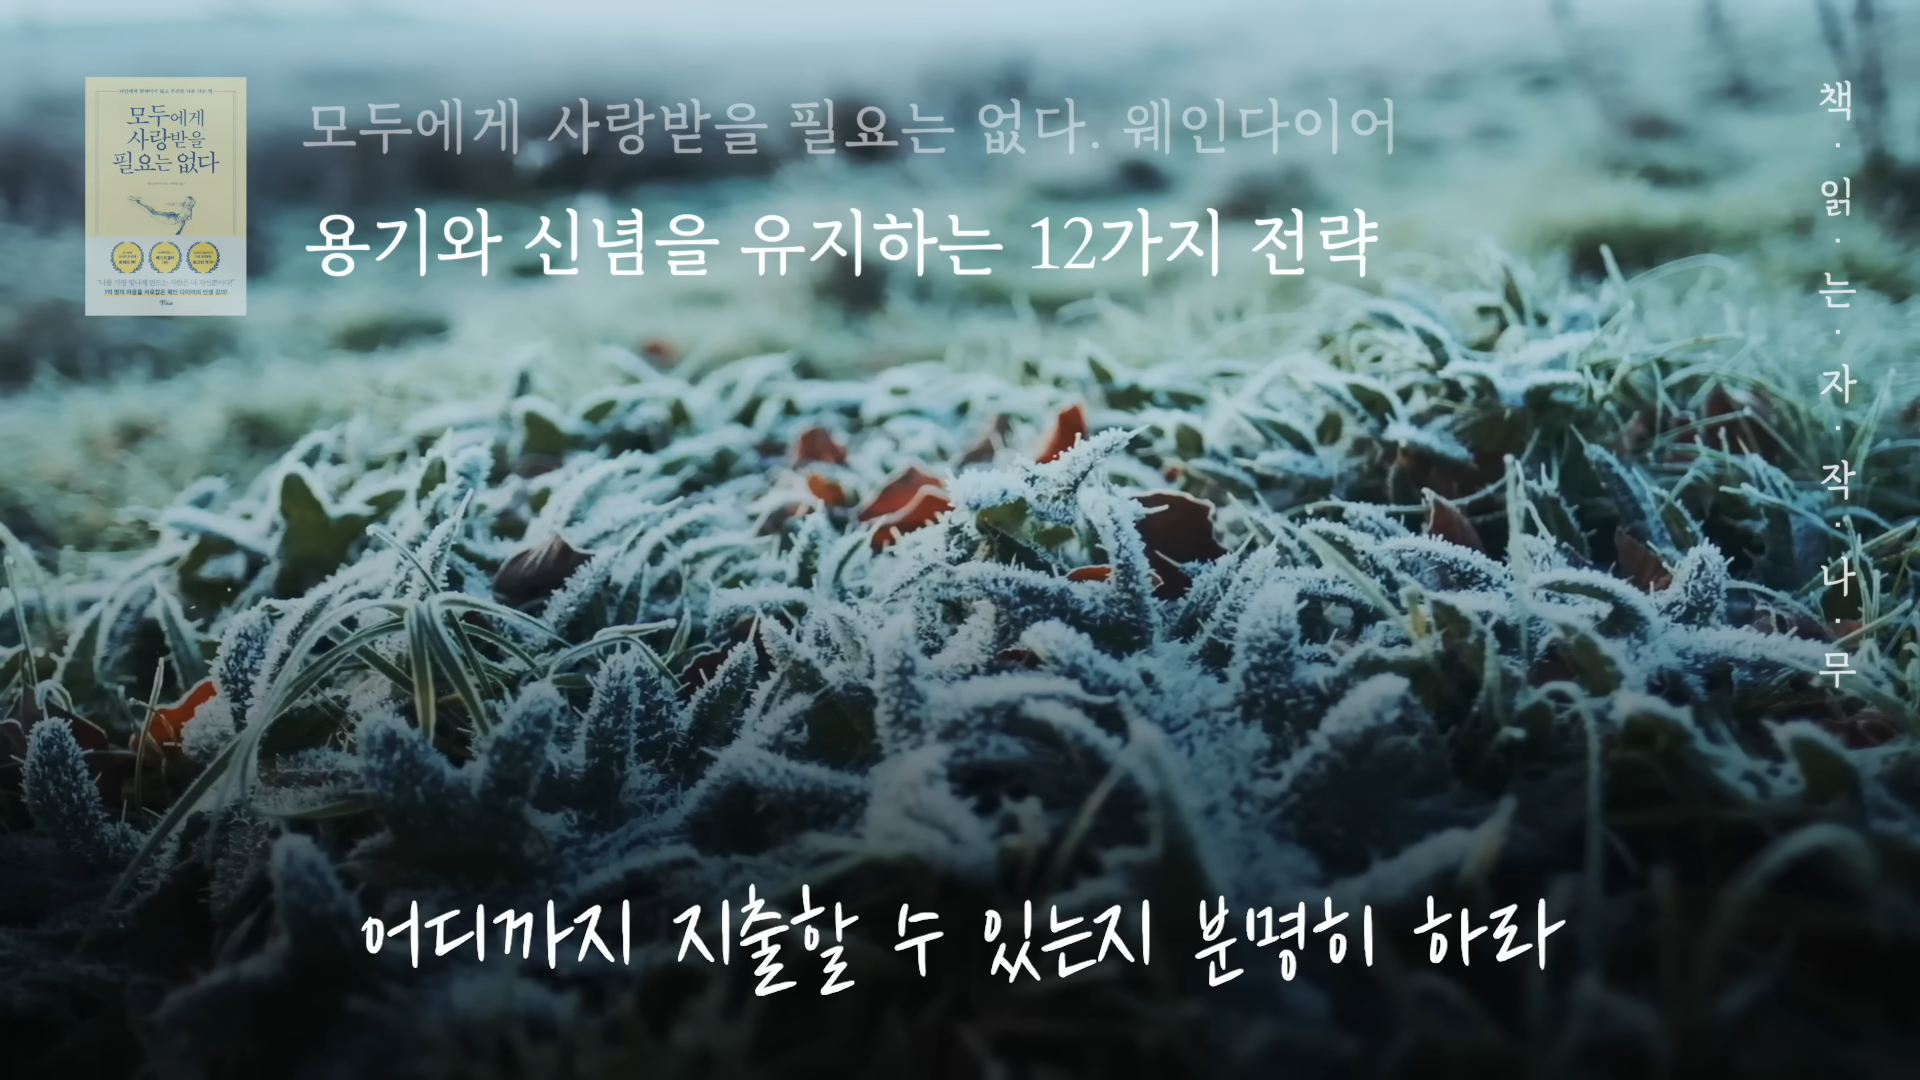 모두에게
사랑받을
필요는 없다
모두에게 사랑받을 필요는 없다. 웨인다이어
용기와 신념을 유지하는 12가지 전략
책·읽·는·자·작·나·무
어디까지 지출할 수 있는지 분명히 하라